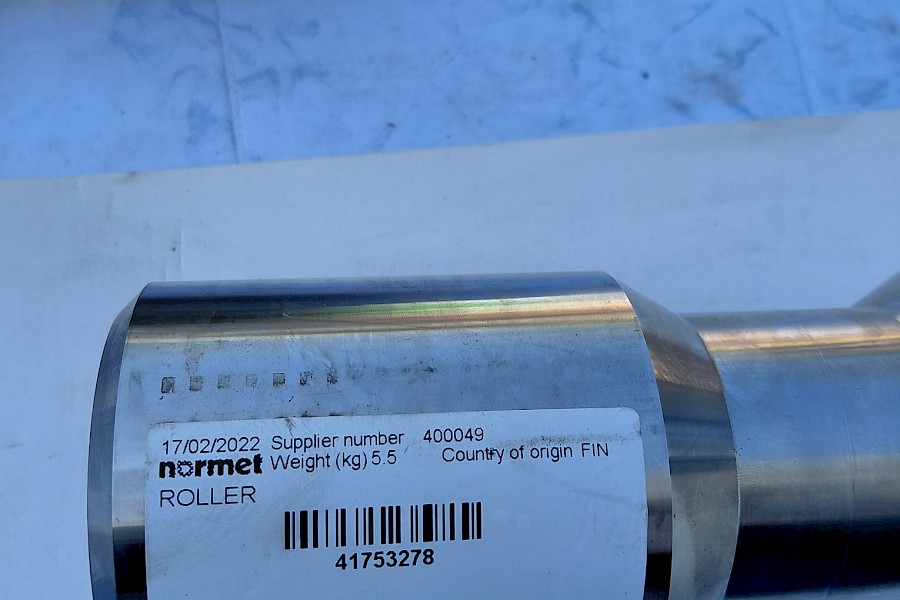 17/02/2022 Supplier number 400049
normet Weight (kg) 5.5 Country of origin FIN
ROLLER
41753278